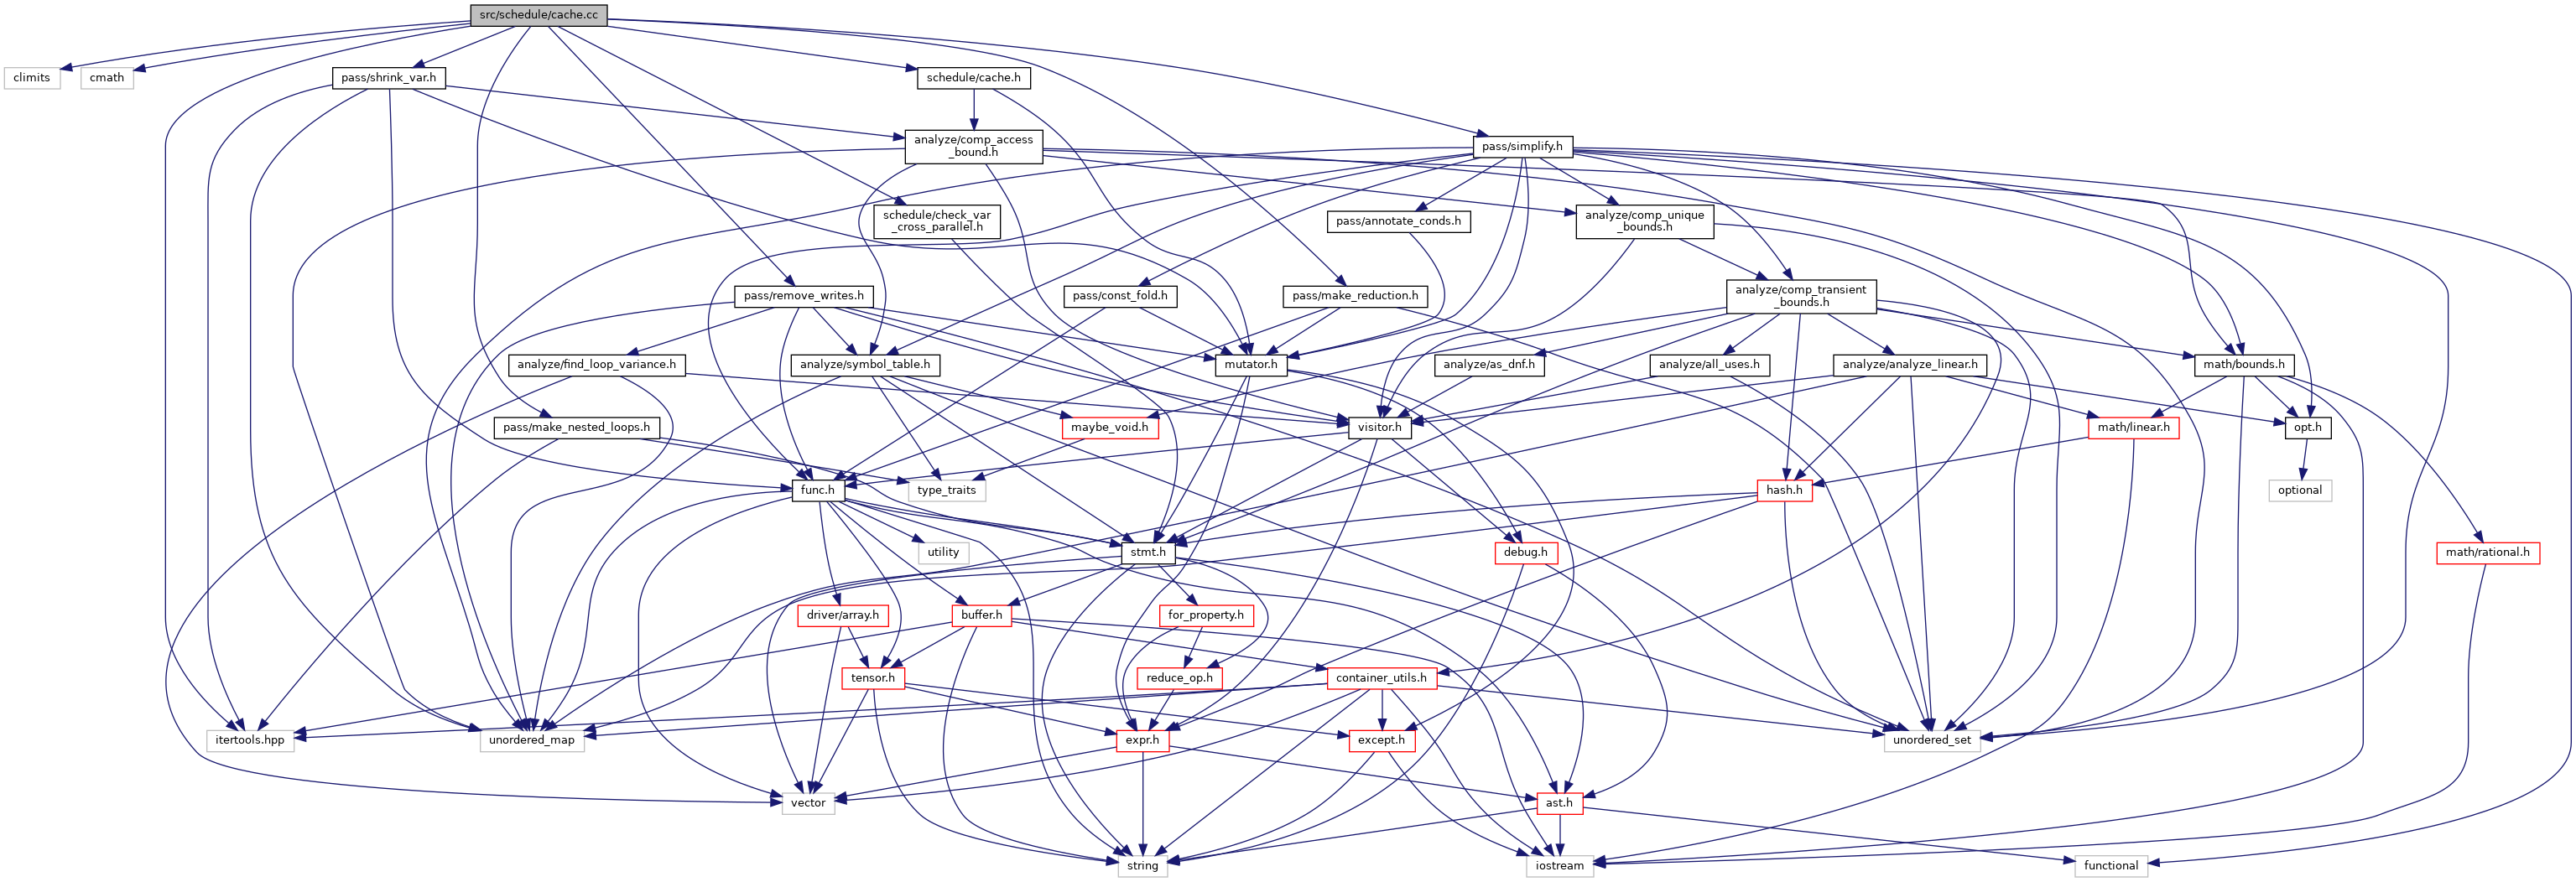 src/schedule/cache.cc
climits
cmath
pass/shrink_var.h
schedule/cache.h
analyze/comp_access
_bound.h
pass/simplify.h
schedule/check_var
_cross_parallel.h
pass/annotate_conds.h
analyze/comp_unique
_bounds.h
pass/remove_writes.h
pass/const_fold.h
pass/make_reduction.h
analyze/comp_transient
_bounds.h
analyze/find_loop_variance.h
analyze/symbol_table.h
mutator.h
analyze/as_dnf.h
analyze/all_uses.h
analyze/analyze_linear.h
math/bounds.h
pass/make_nested_loops.h
maybe_void.h
visitor.h
math/linear.h
opt.h
func.h
type_traits
hash.h
optional
utility
stmt.h
debug.h
math/rational.h
driver/array.h
buffer.h
for_property.h
tensor.h
reduce_op.h
container_utils.h
itertools.hpp
unordered_map
expr.h
except.h
unordered_set
vector
ast.h
string
iostream
functional